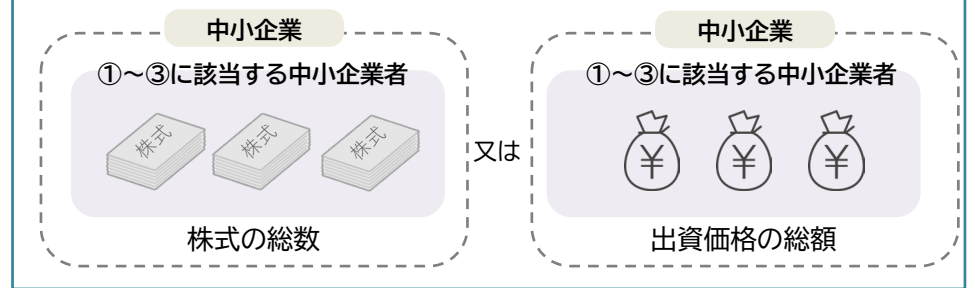 中小企業
①～③に該当する中小企業者
株式
株式
株式
株式の総数
又は
中小企業
①～③に該当する中小企業者
¥
¥
¥
出資価格の総額